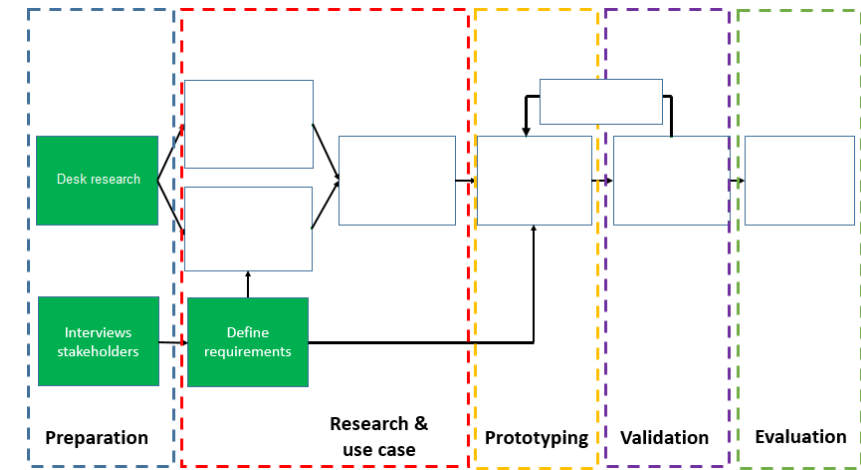 Desk research
Interviews
stakeholders
Define
requirements
Preparation
Research &
use case
Prototyping
Validation
Evaluation